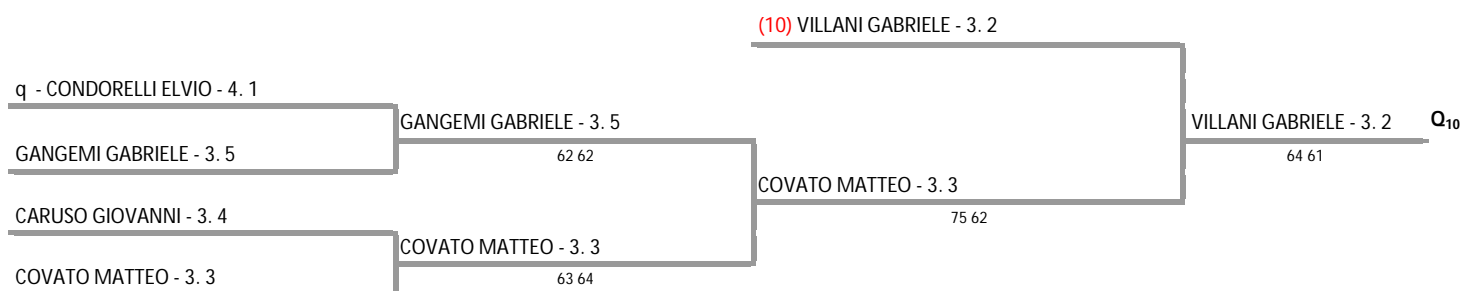 (10) VILLANI GABRIELE - 3. 2
q - CONDORELLI ELVIO - 4. 1
GANGEMI GABRIELE - 3. 5
62 62
GANGEMI GABRIELE - 3. 5
VILLANI GABRIELE - 3. 2 Q10
64 61
COVATO MATTEO - 3. 3
75 62
CARUSO GIOVANNI - 3. 4
COVATO MATTEO - 3. 3
63 64
COVATO MATTEO - 3. 3